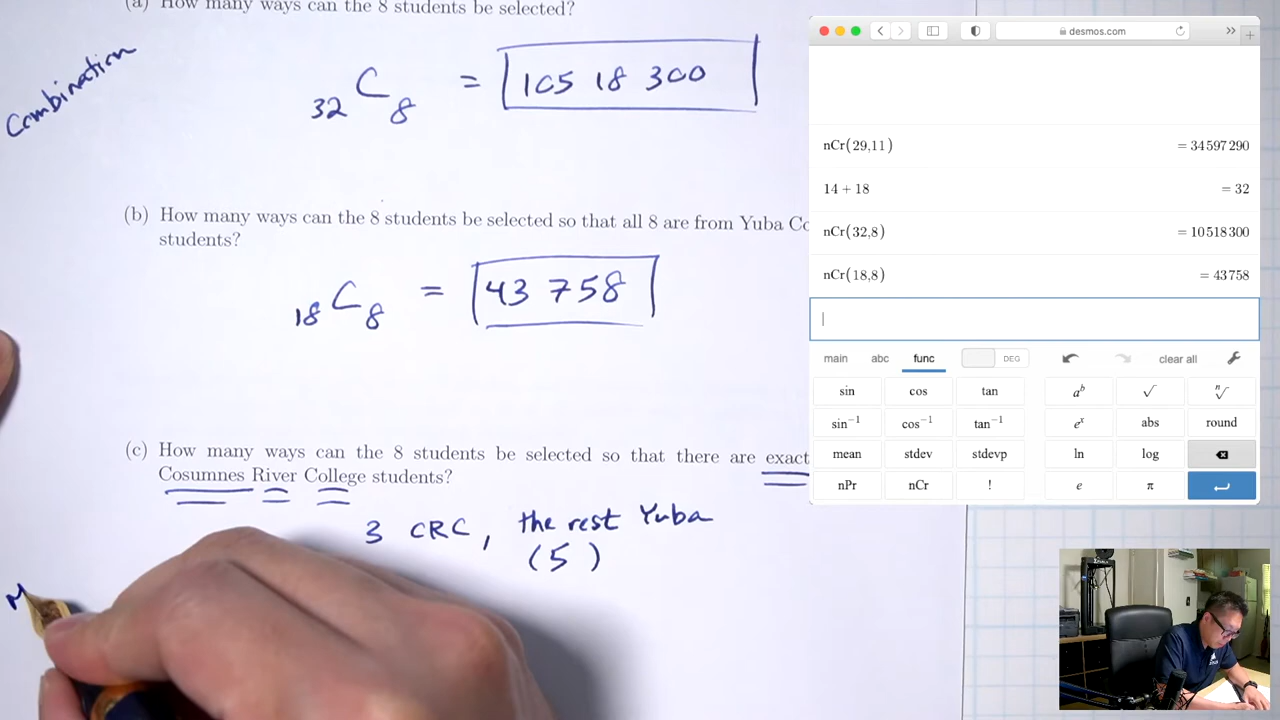 (a) How many ways can the 8 students be selected?
Combination
32 C 8 = 105 18 300
(b) How many ways can the 8 students be selected so that all 8 are from Yuba Co
students?
18 C 8 = 43 758
(c) How many ways can the 8 students be selected so that there are exact
Cosumnes River College students?
3 CRC, the rest Yuba
(5)
M
desmos.com
nCr(29,11) = 34597290
14 + 18 = 32
nCr(32,8) = 10518300
nCr(18,8) = 43758
main abc func DEG clear all
sin cos tan a^b √ ⁿ√
sin⁻¹ cos⁻¹ tan⁻¹ eˣ abs round
mean stdev stdevp ln log
nPr nCr ! e π